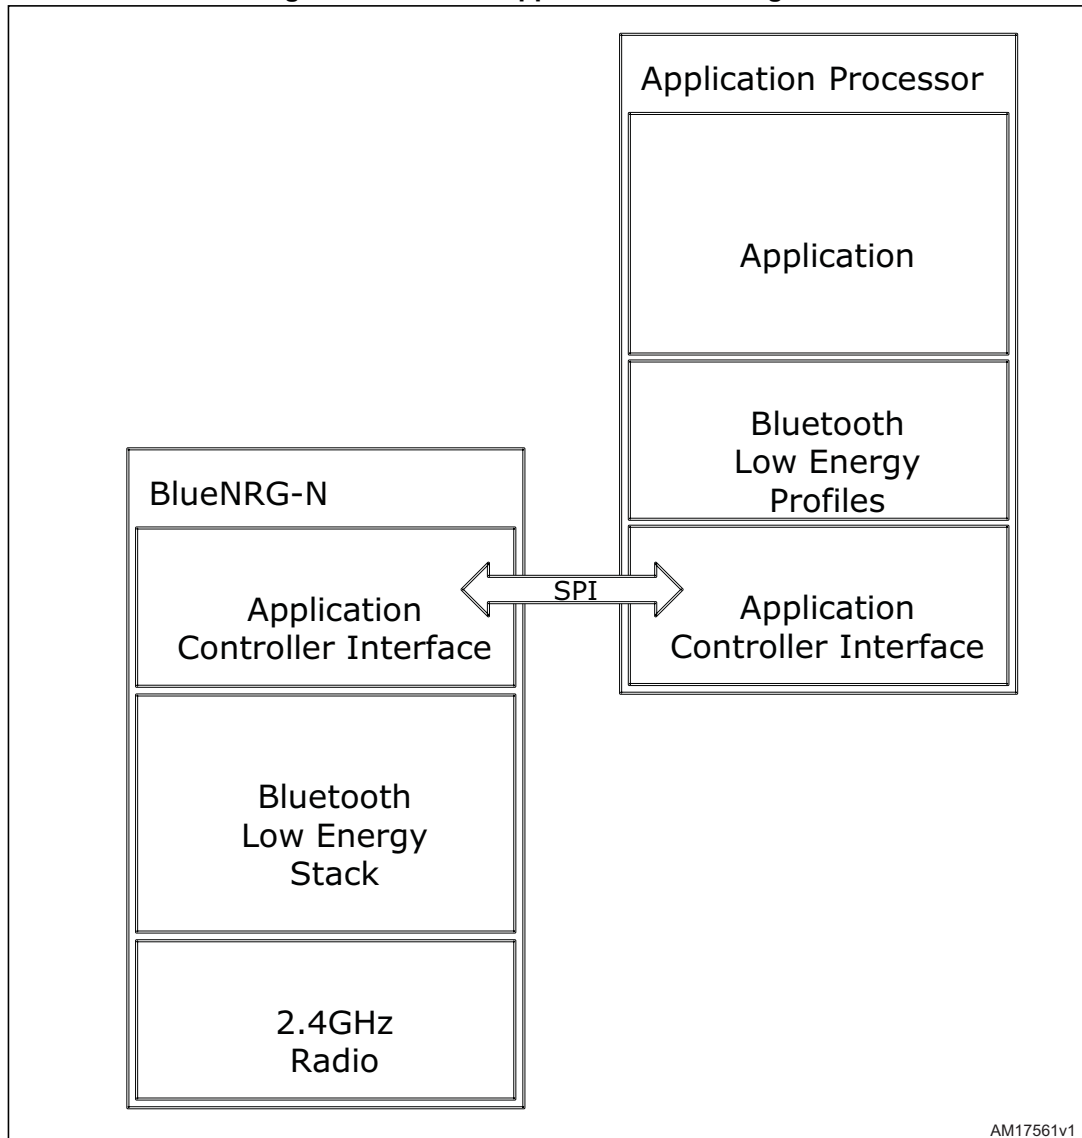 Application Processor
Application
Bluetooth
Low Energy
Profiles
BlueNRG-N
Application
Controller Interface
SPI
Application
Controller Interface
Bluetooth
Low Energy
Stack
2.4GHz
Radio
AM17561v1